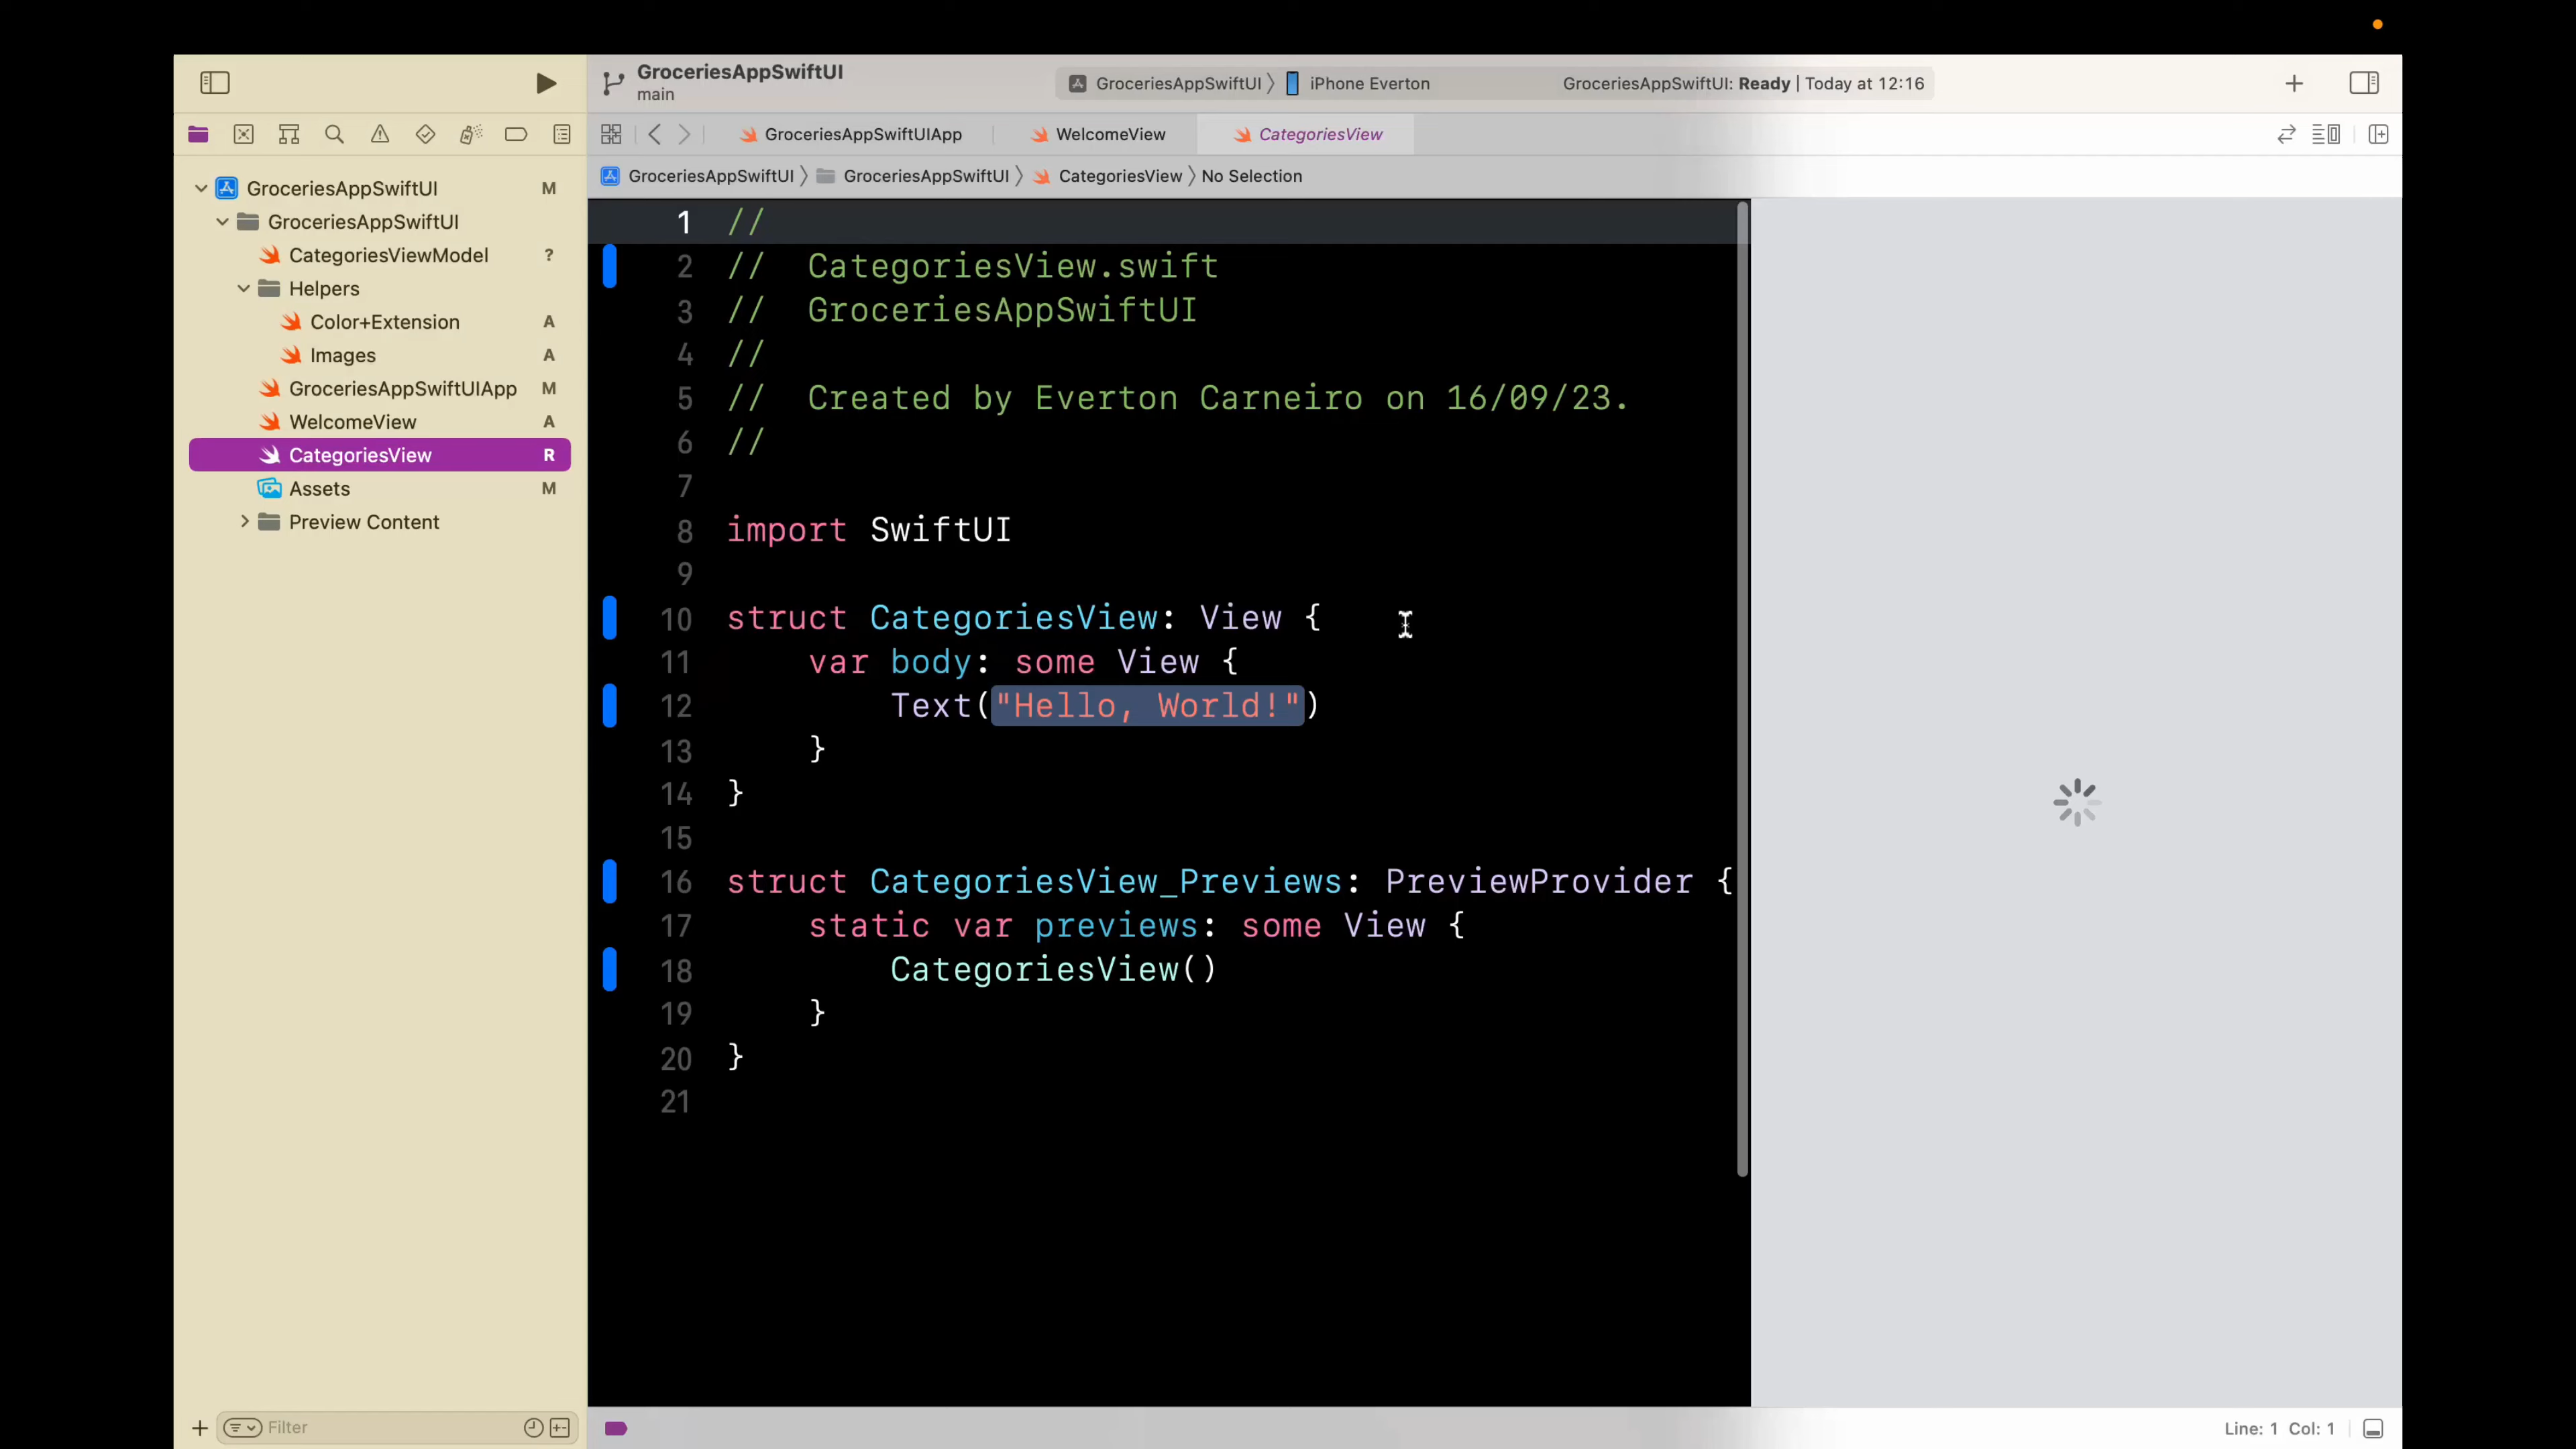 GroceriesAppSwiftUI
main
GroceriesAppSwiftUI
iPhone Everton
GroceriesAppSwiftUI: Ready | Today at 12:16
GroceriesAppSwiftUIApp
WelcomeView
CategoriesView
GroceriesAppSwiftUI
GroceriesAppSwiftUI
CategoriesView
No Selection
GroceriesAppSwiftUI M
GroceriesAppSwiftUI
CategoriesViewModel ?
Helpers
Color+Extension A
Images A
GroceriesAppSwiftUIApp M
WelcomeView A
CategoriesView R
Assets M
Preview Content
Filter
1 //
2 //  CategoriesView.swift
3 //  GroceriesAppSwiftUI
4 //
5 //  Created by Everton Carneiro on 16/09/23.
6 //
7
8 import SwiftUI
9
10 struct CategoriesView: View {
11     var body: some View {
12         Text("Hello, World!")
13     }
14 }
15
16 struct CategoriesView_Previews: PreviewProvider {
17     static var previews: some View {
18         CategoriesView()
19     }
20 }
21
Line: 1 Col: 1